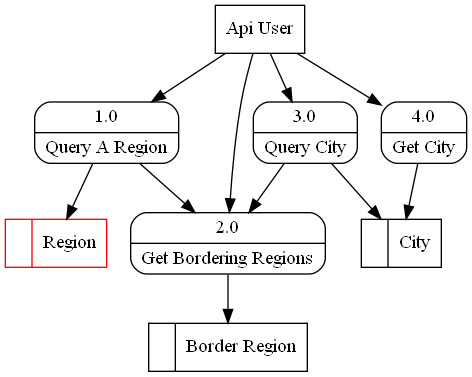 Api User
1.0
Query A Region
3.0
Query City
4.0
Get City
Region
2.0
Get Bordering Regions
City
Border Region